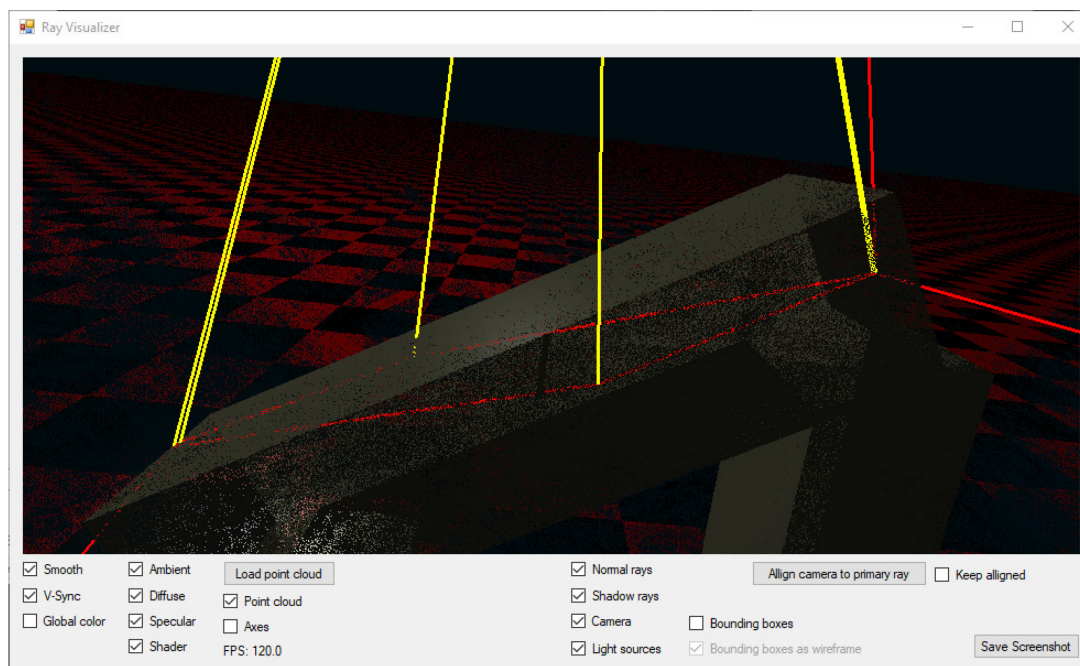 Ray Visualizer
Smooth Ambient Load point cloud Normal rays Align camera to primary ray Keep aligned
V-Sync Diffuse Point cloud Shadow rays
Global color Specular Axes Camera Bounding boxes
Shader FPS: 120.0 Light sources Bounding boxes as wireframe Save Screenshot